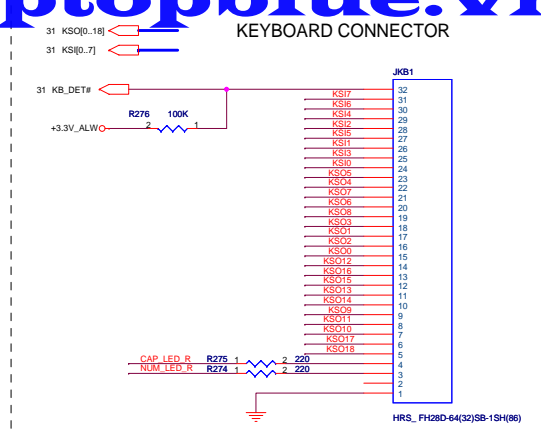 ptopblue.v
KEYBOARD CONNECTOR
31 KSO[0..18]
31 KSI[0..7]
JKB1
31 KB_DET#
R276 100K
+3.3V_ALW 2 1
32
KSI7 31
KSI6 30
KSI4 29
KSI2 28
KSI5 27
KSI1 26
KSI3 25
KSI0 24
KSO5 23
KSO4 22
KSO7 21
KSO6 20
KSO8 19
KSO3 18
KSO1 17
KSO2 16
KSO0 15
KSO12 14
KSO16 13
KSO15 12
KSO13 11
KSO14 10
KSO9 9
KSO11 8
KSO10 7
KSO17 6
KSO18 5
CAP_LED_R R275 1 2 220 4
NUM_LED_R R274 1 2 220 3
2
1
HRS_ FH28D-64(32)SB-1SH(86)